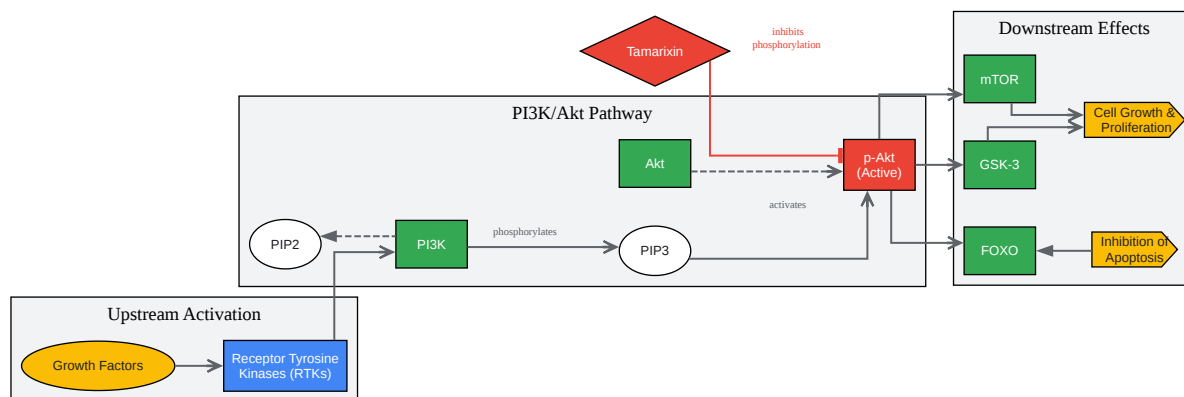 inhibits
phosphorylation
Tamarixin
Downstream Effects
mTOR
Cell Growth &
Proliferation
PI3K/Akt Pathway
Akt
p-Akt
(Active)
GSK-3
activates
PIP2
PI3K
phosphorylates
PIP3
FOXO
Inhibition of
Apoptosis
Upstream Activation
Growth Factors
Receptor Tyrosine
Kinases (RTKs)